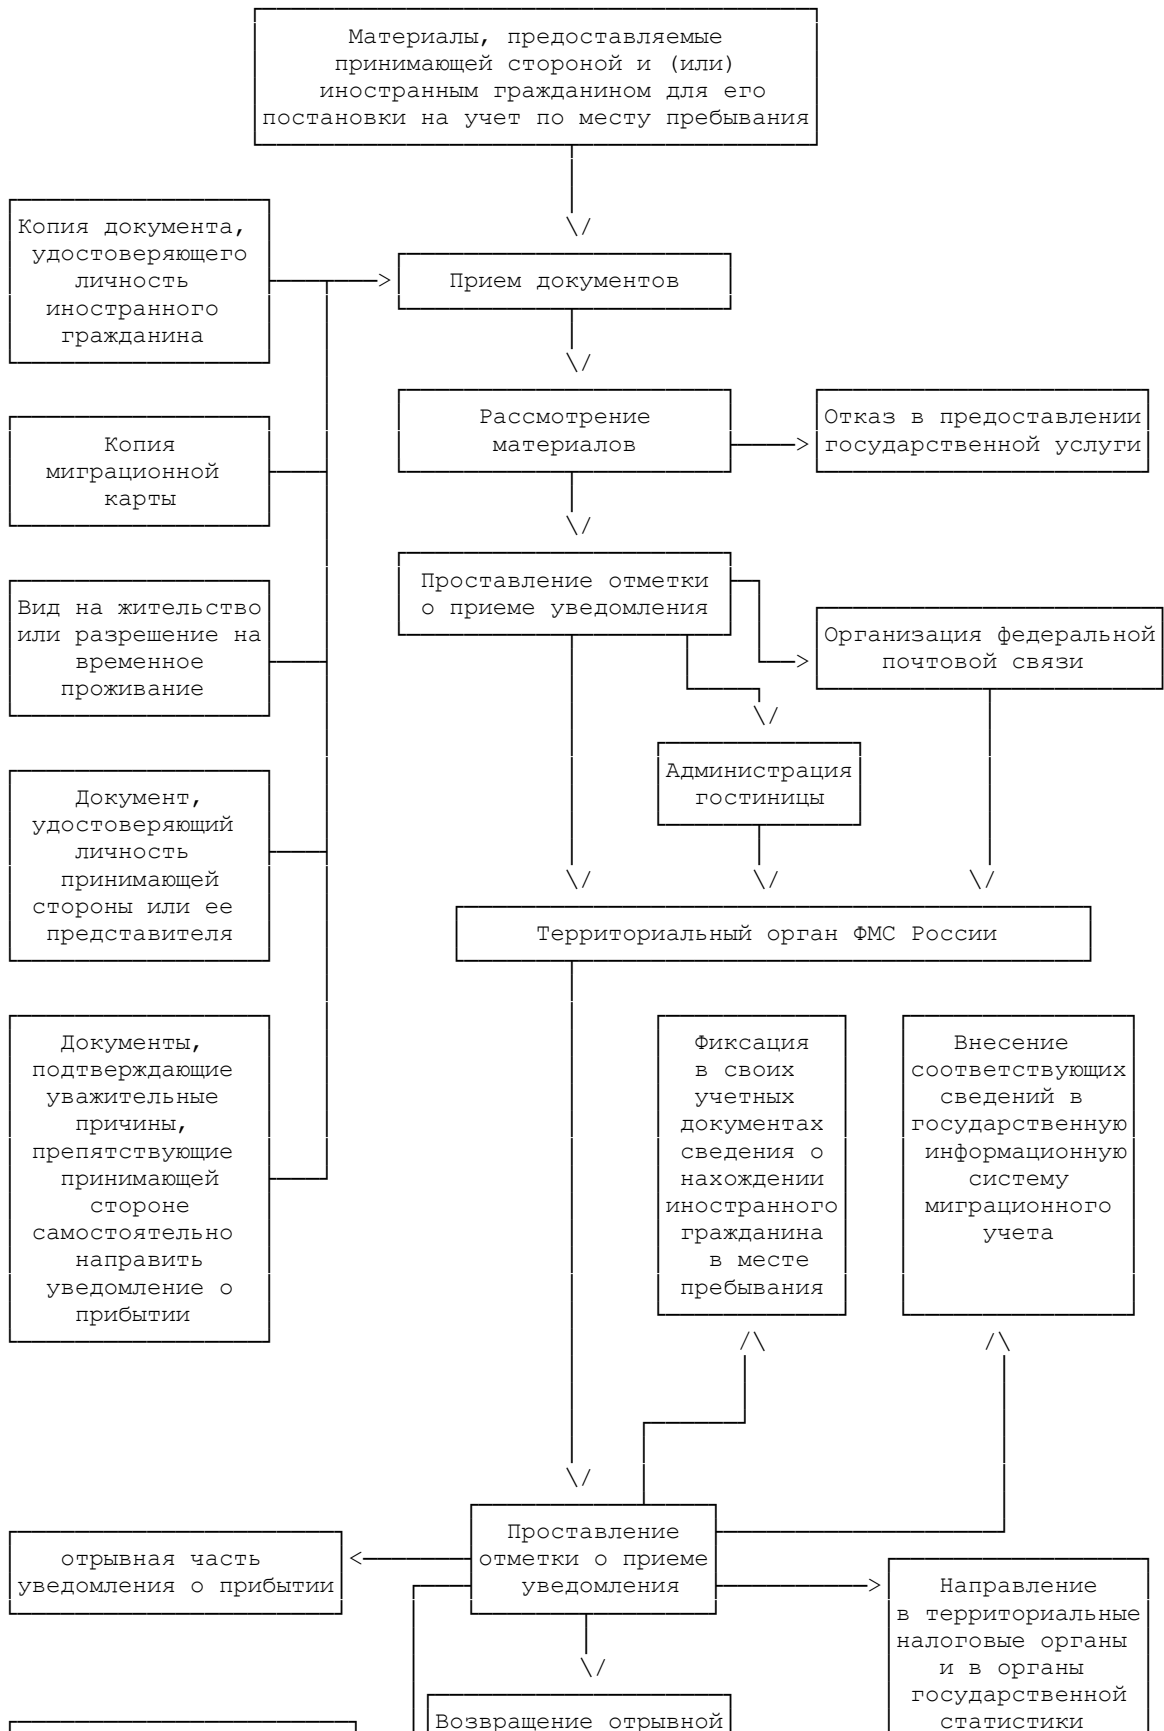 Материалы, предоставляемые
принимающей стороной и (или)
иностранным гражданином для его
постановки на учет по месту пребывания
Копия документа,
удостоверяющего
личность
иностранного
гражданина
Прием документов
Рассмотрение
материалов
Отказ в предоставлении
государственной услуги
Копия
миграционной
карты
Проставление отметки
о приеме уведомления
Вид на жительство
или разрешение на
временное
проживание
Организация федеральной
почтовой связи
Администрация
гостиницы
Документ,
удостоверяющий
личность
принимающей
стороны или ее
представителя
Территориальный орган ФМС России
Документы,
подтверждающие
уважительные
причины,
препятствующие
принимающей
стороне
самостоятельно
направить
уведомление о
прибытии
Фиксация
в своих
учетных
документах
сведения о
нахождении
иностранного
гражданина
в месте
пребывания
Внесение
соответствующих
сведений в
государственную
информационную
систему
миграционного
учета
Проставление
отметки о приеме
уведомления
отрывная часть
уведомления о прибытии
Направление
в территориальные
налоговые органы
и в органы
государственной
статистики
Возвращение отрывной